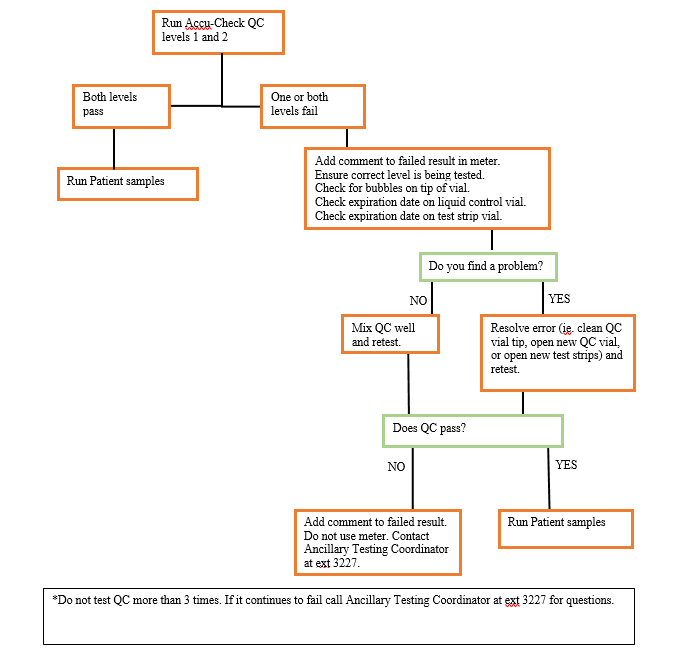 Run Accu-Check QC
levels 1 and 2
Both levels
pass
One or both
levels fail
Run Patient samples
Add comment to failed result in meter.
Ensure correct level is being tested.
Check for bubbles on tip of vial.
Check expiration date on liquid control vial.
Check expiration date on test strip vial.
Do you find a problem?
NO
YES
Mix QC well
and retest.
Resolve error (ie. clean QC
vial tip, open new QC vial,
or open new test strips) and
retest.
Does QC pass?
NO
YES
Add comment to failed result.
Do not use meter. Contact
Ancillary Testing Coordinator
at ext 3227.
Run Patient samples
*Do not test QC more than 3 times. If it continues to fail call Ancillary Testing Coordinator at ext 3227 for questions.